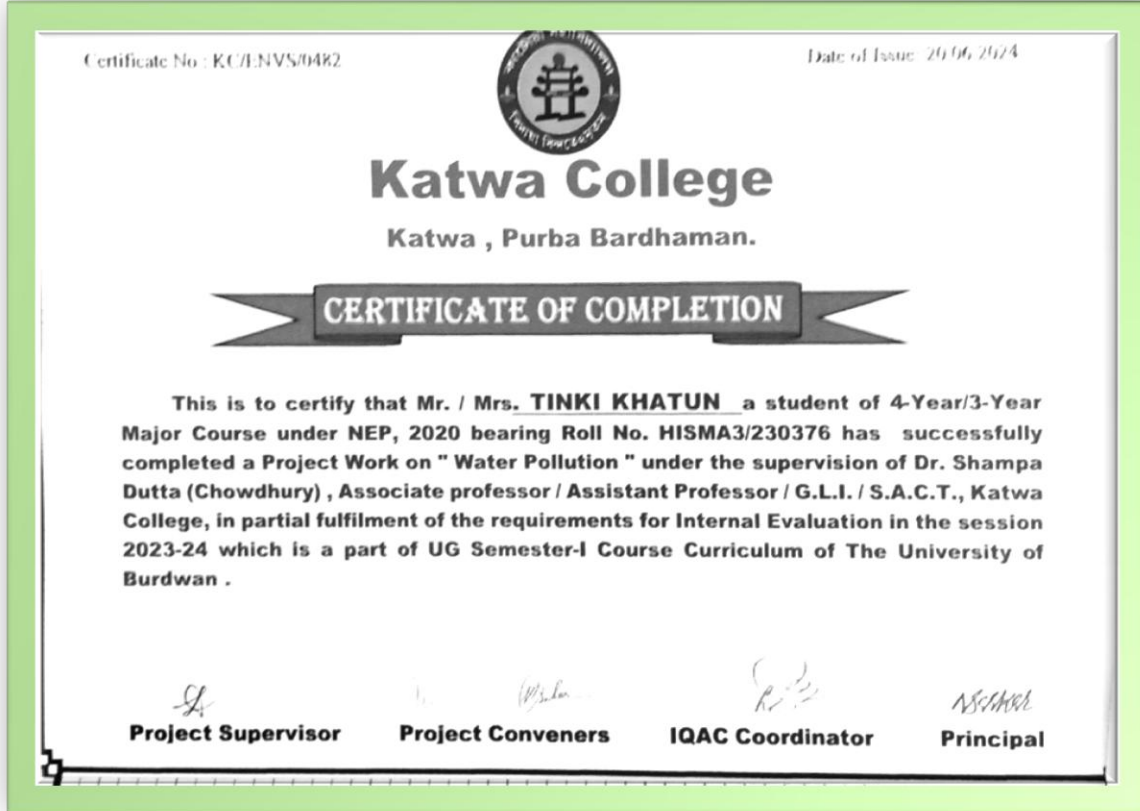 Certificate No : KC/ENVS/0482
Date of Issue 20.06.2024
Katwa College
Katwa , Purba Bardhaman.
CERTIFICATE OF COMPLETION
This is to certify that Mr. / Mrs. TINKI KHATUN a student of 4-Year/3-Year
Major Course under NEP, 2020 bearing Roll No. HISMA3/230376 has successfully
completed a Project Work on " Water Pollution " under the supervision of Dr. Shampa
Dutta (Chowdhury) , Associate professor / Assistant Professor / G.L.I. / S.A.C.T., Katwa
College, in partial fulfilment of the requirements for Internal Evaluation in the session
2023-24 which is a part of UG Semester-I Course Curriculum of The University of
Burdwan .
Project Supervisor
Project Conveners
IQAC Coordinator
Principal